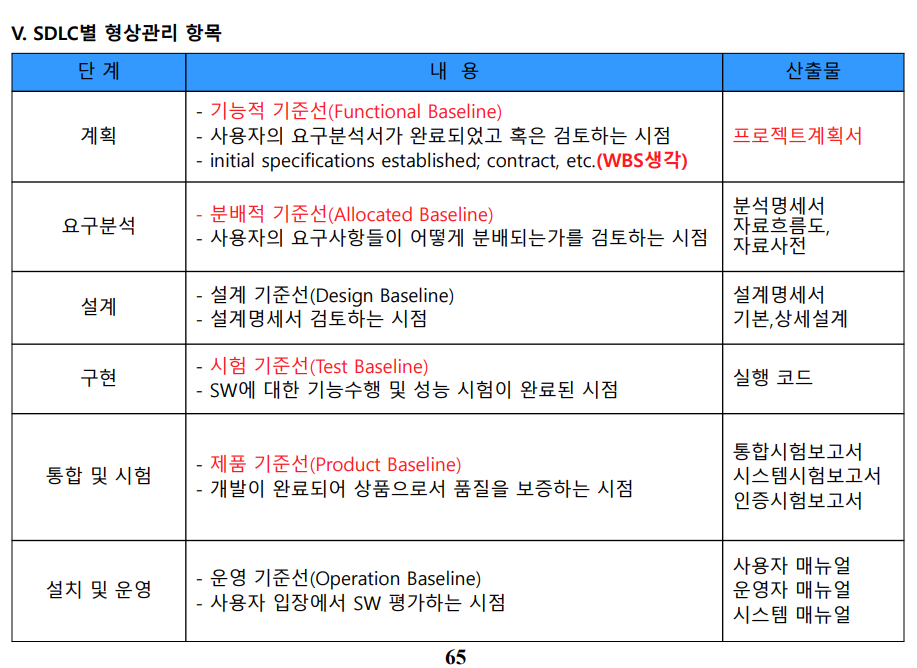 V. SDLC별 형상관리 항목
단 계
내 용
산출물
계획
- 기능적 기준선(Functional Baseline)
- 사용자의 요구분석서가 완료되었고 혹은 검토하는 시점
- initial specifications established; contract, etc.(WBS생각)
프로젝트계획서
요구분석
- 분배적 기준선(Allocated Baseline)
- 사용자의 요구사항들이 어떻게 분배되는가를 검토하는 시점
분석명세서
자료흐름도,
자료사전
설계
- 설계 기준선(Design Baseline)
- 설계명세서 검토하는 시점
설계명세서
기본,상세설계
구현
- 시험 기준선(Test Baseline)
- SW에 대한 기능수행 및 성능 시험이 완료된 시점
실행 코드
통합 및 시험
- 제품 기준선(Product Baseline)
- 개발이 완료되어 상품으로서 품질을 보증하는 시점
통합시험보고서
시스템시험보고서
인증시험보고서
설치 및 운영
- 운영 기준선(Operation Baseline)
- 사용자 입장에서 SW 평가하는 시점
사용자 매뉴얼
운영자 매뉴얼
시스템 매뉴얼
65